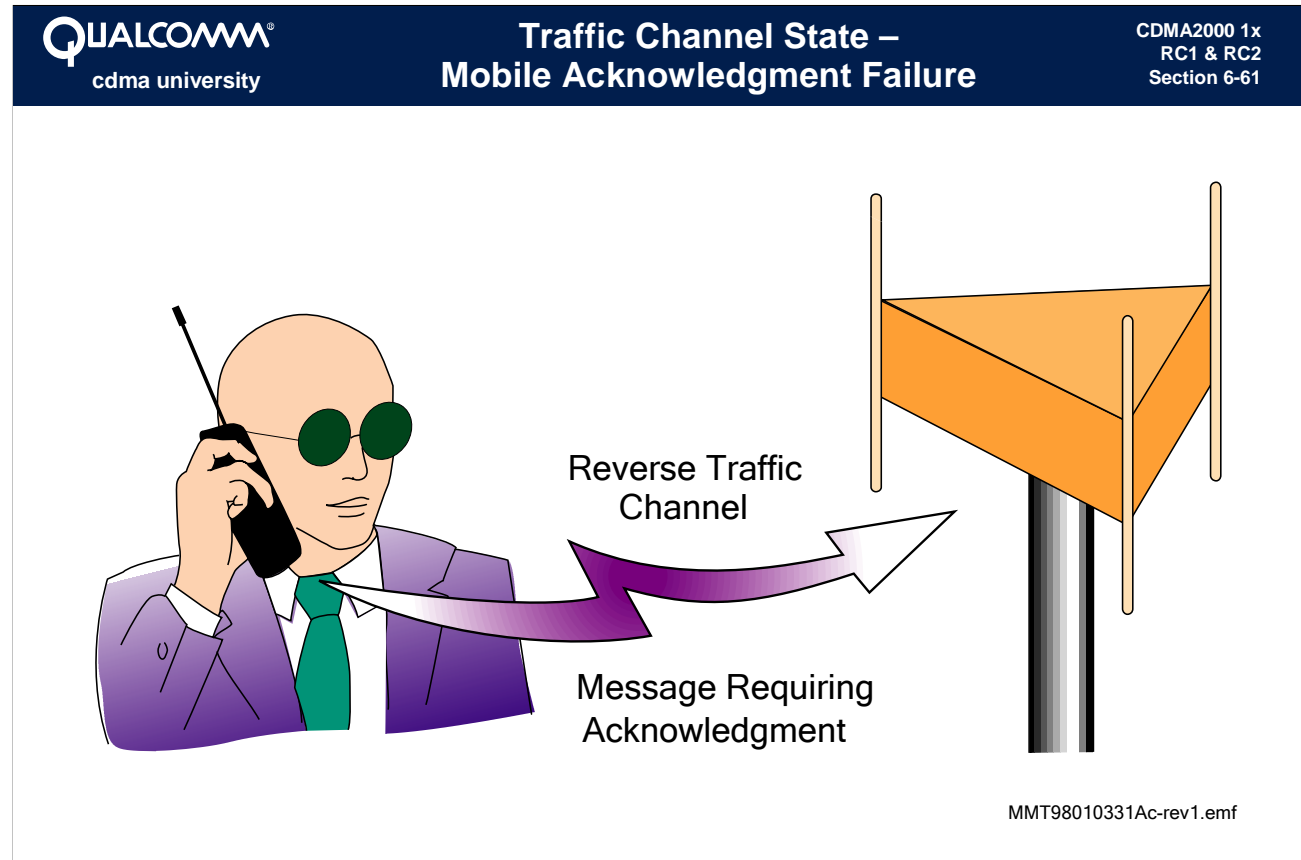 QUALCOMM®
cdma university
Traffic Channel State –
Mobile Acknowledgment Failure
CDMA2000 1x
RC1 & RC2
Section 6-61
Reverse Traffic
Channel
Message Requiring
Acknowledgment
MMT98010331Ac-rev1.emf